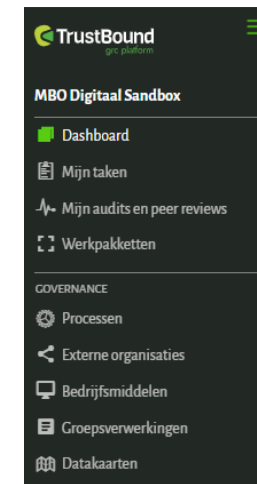 TrustBound
grc platform
MBO Digitaal Sandbox
Dashboard
Mijn taken
Mijn audits en peer reviews
Werkpakketten
GOVERNANCE
Processen
Externe organisaties
Bedrijfsmiddelen
Groepsverwerkingen
Datakaarten